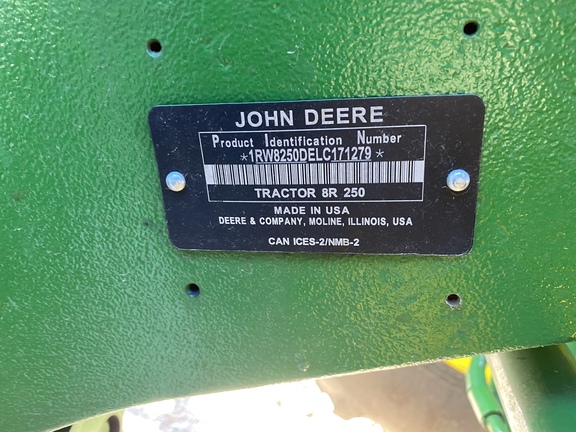 JOHN DEERE
Product Identification Number
*1RW8250DELC171279*
TRACTOR 8R 250
MADE IN USA
DEERE & COMPANY, MOLINE, ILLINOIS, USA
CAN ICES-2/NMB-2